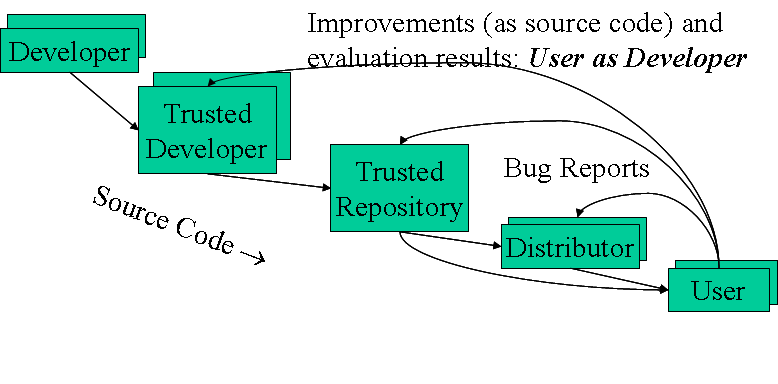 Improvements (as source code) and
evaluation results: User as Developer
Developer
Trusted
Developer
Trusted
Repository
Bug Reports
Source Code →
Distributor
User